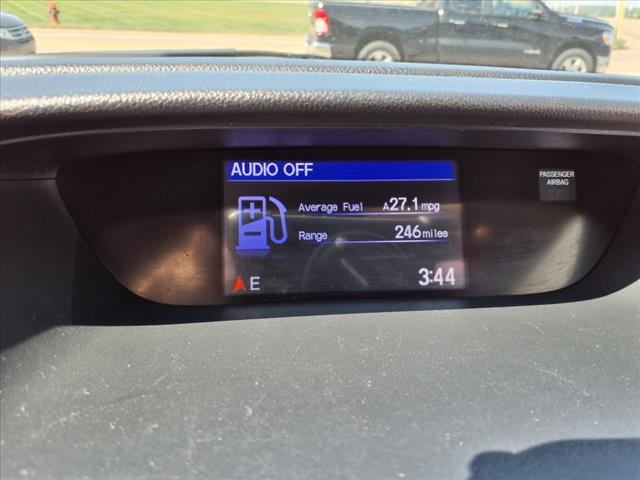 AUDIO OFF
PASSENGER
AIRBAG
Average Fuel A27.1 mpg
Range 246 miles
E 3:44